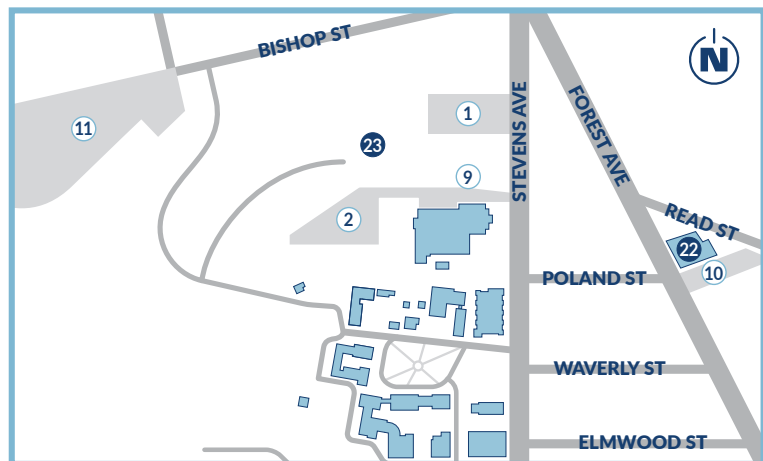 BISHOP ST
N
11
1
23
STEVENS AVE
FOREST AVE
9
2
READ ST
22
10
POLAND ST
WAVERLY ST
ELMWOOD ST